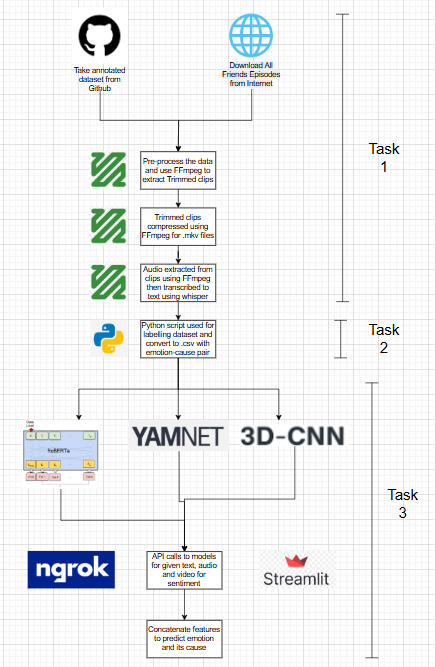 Take annotated
dataset from
Github
Download All
Friends Episodes
from Internet
Task
1
Pre-process the data
and use FFmpeg to
extract Trimmed clips
Trimmed clips
compressed using
FFmpeg for .mkv files
Audio extracted from
clips using FFmpeg
then transcribed to
text using whisper
Python script used for
labelling dataset and
convert to .csv with
emotion-cause pair
Task
2
RoBERTa
YAMNET
3D-CNN
Task
3
ngrok
API calls to models
for given text, audio
and video for
sentiment
Streamlit
Concatenate features
to predict emotion
and its cause